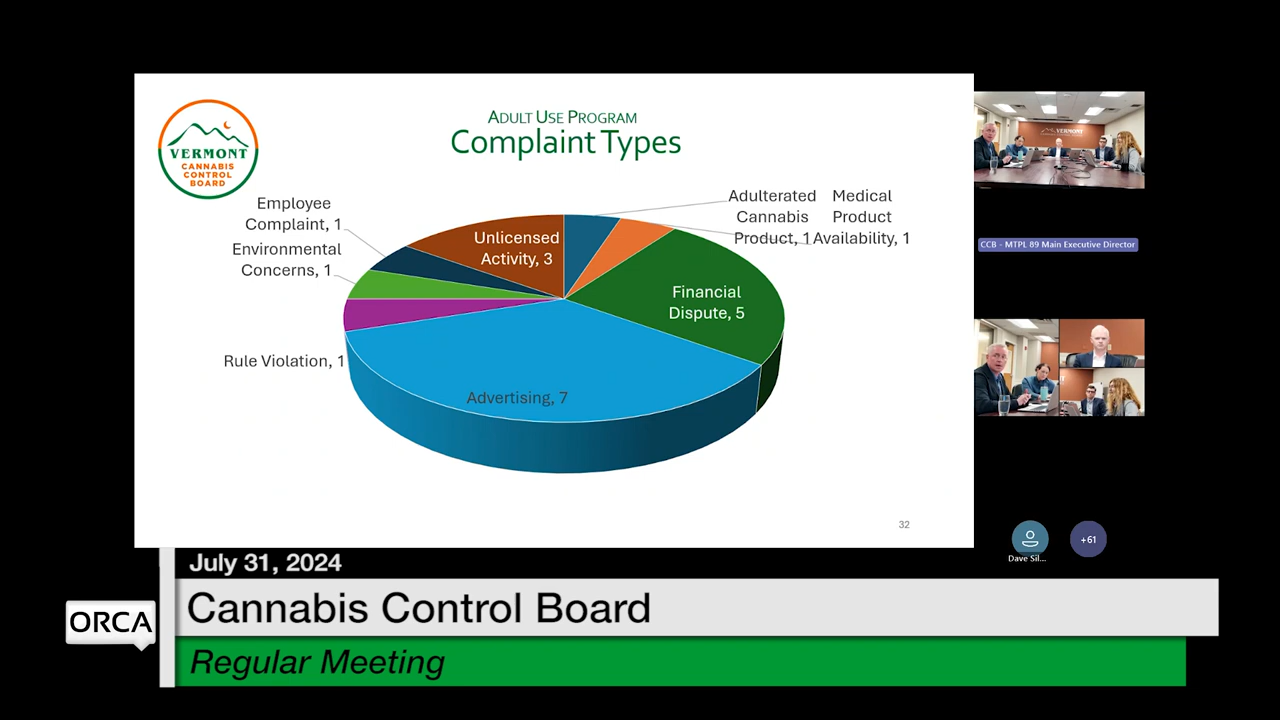 ADULT USE PROGRAM
Complaint Types
VERMONT
CANNABIS
CONTROL
BOARD
Employee
Complaint, 1
Environmental
Concerns, 1
Unlicensed
Activity, 3
Adulterated
Cannabis
Product, 1
Medical
Product
Availability, 1
Financial
Dispute, 5
Rule Violation, 1
Advertising, 7
32
VERMONT
CCB - MTPL 89 Main Executive Director
Dave Sil...
+61
July 31, 2024
ORCA
Cannabis Control Board
Regular Meeting